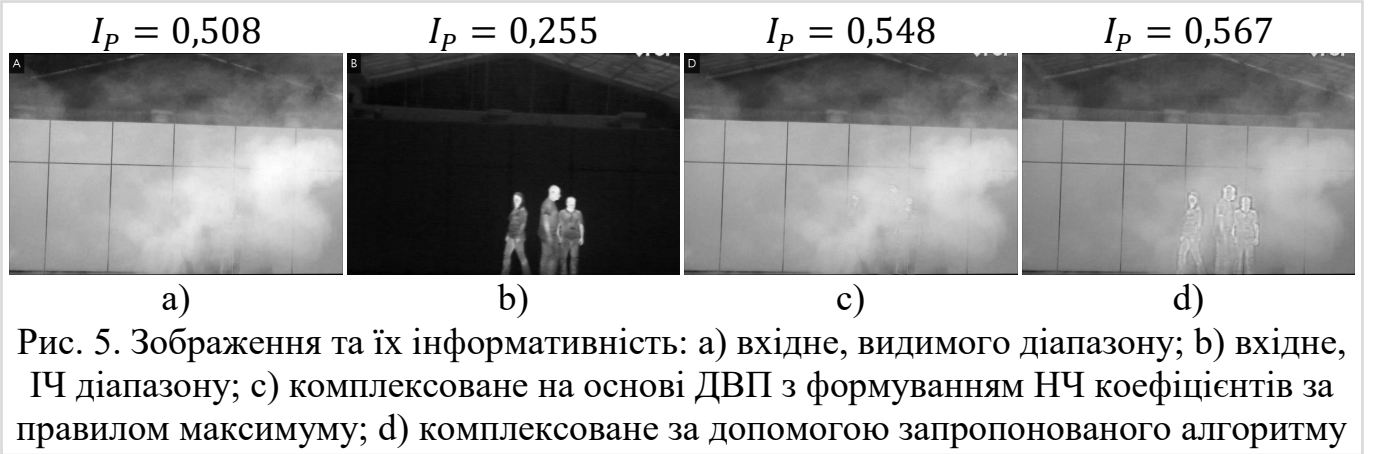 I_P = 0,508 I_P = 0,255 I_P = 0,548 I_P = 0,567
A B D
a) b) c) d)
Рис. 5. Зображення та їх інформативність: a) вхідне, видимого діапазону; b) вхідне,
ІЧ діапазону; c) комплексоване на основі ДВП з формуванням НЧ коефіцієнтів за
правилом максимуму; d) комплексоване за допомогою запропонованого алгоритму